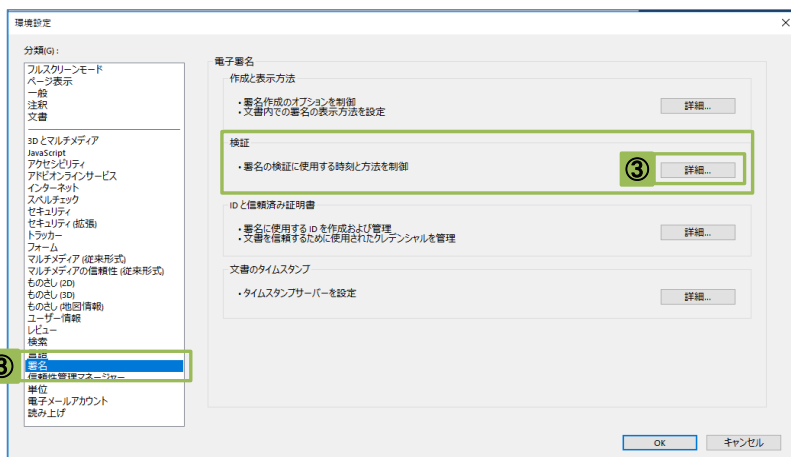 環境設定
分類(G):
フルスクリーンモード
ページ表示
一般
注釈
文書
3D とマルチメディア
JavaScript
アクセシビリティ
アドビオンラインサービス
インターネット
スペルチェック
セキュリティ
セキュリティ (拡張)
トラッカー
フォーム
マルチメディア (従来形式)
マルチメディアの信頼性 (従来形式)
ものさし (2D)
ものさし (3D)
ものさし (地図情報)
ユーザー情報
レビュー
検索
言語
③
署名
信頼性管理マネージャー
単位
電子メールアカウント
読み上げ
電子署名
作成と表示方法
・署名作成のオプションを制御
・文書内での署名の表示方法を設定
詳細...
検証
・署名の検証に使用する時刻と方法を制御
③
詳細...
ID と信頼済み証明書
・署名に使用する ID を作成および管理
・文書を信頼するために使用されたクレデンシャルを管理
詳細...
文書のタイムスタンプ
・タイムスタンプサーバーを設定
詳細...
OK
キャンセル